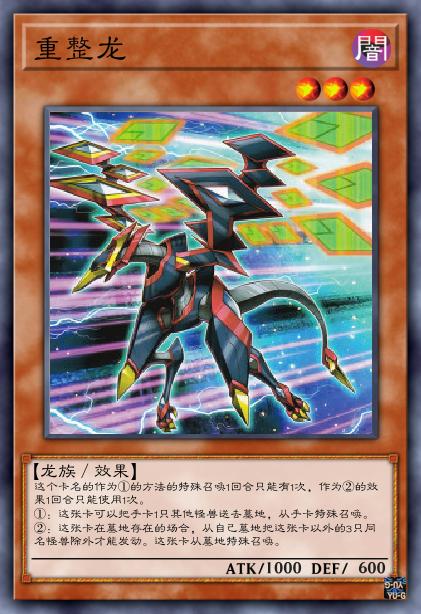 重整龙
闇
【龙族/效果】
这个卡名的作为①的方法的特殊召唤1回合只能有1次，作为②的效
果1回合只能使用1次。
①：这张卡可以把手卡1只其他怪兽送去墓地，从手卡特殊召唤。
②：这张卡在墓地存在的场合，从自己墓地把这张卡以外的3只同
名怪兽除外才能发动。这张卡从墓地特殊召唤。
ATK/1000 DEF/ 600